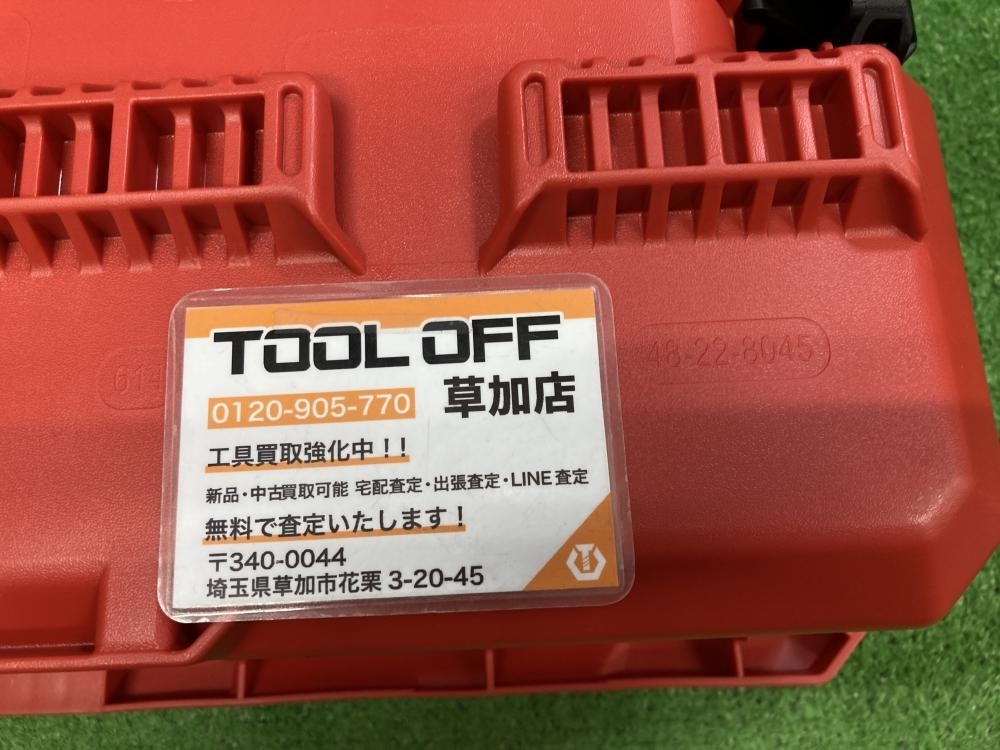 TOOL OFF
草加店
0120-905-770
工具買取強化中！！
新品・中古買取可能 宅配査定・出張査定・LINE査定
無料で査定いたします！
〒340-0044
埼玉県草加市花栗 3-20-45
48-22-8045